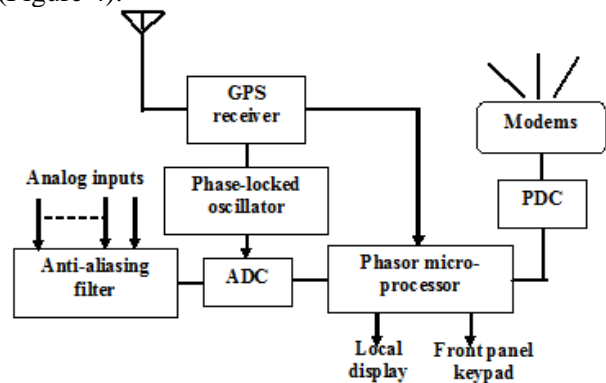 (Figure 4).
GPS
receiver
Modems
Analog inputs
Phase-locked
oscillator
PDC
Anti-aliasing
filter
ADC
Phasor micro-
processor
Local
display
Front panel
keypad